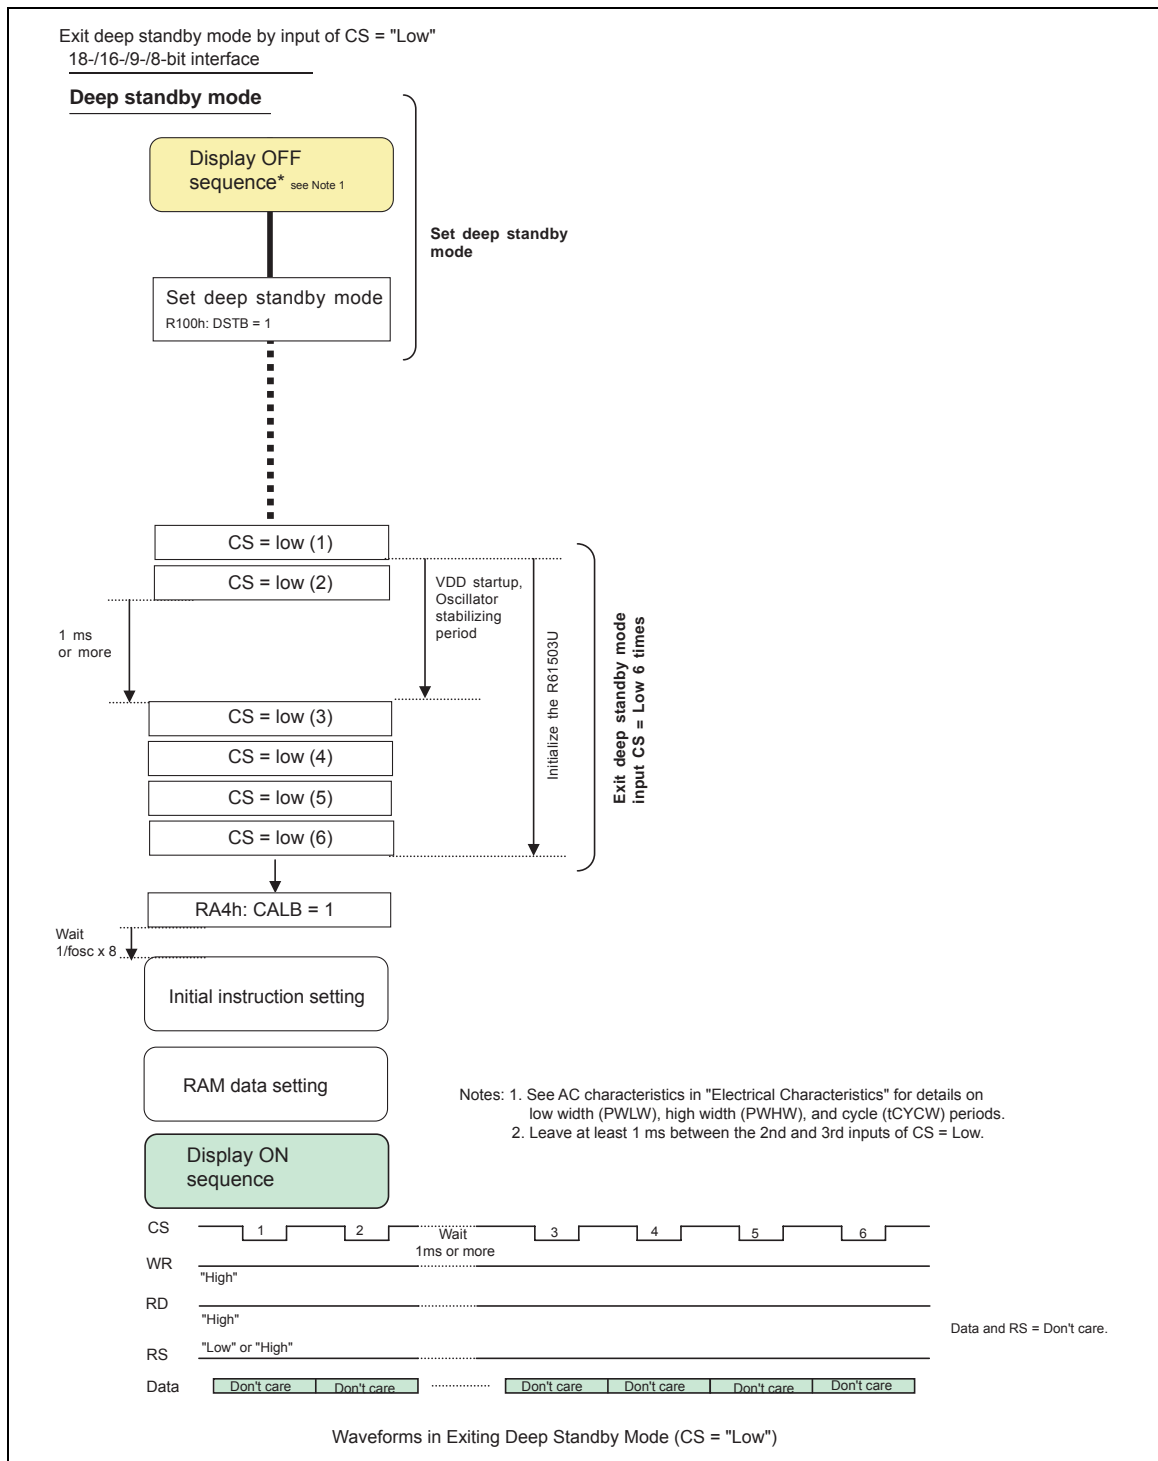 Exit deep standby mode by input of CS = "Low"
18-/16-/9-/8-bit interface
Deep standby mode
Display OFF
sequence* see Note 1
Set deep standby
mode
Set deep standby mode
R100h: DSTB = 1
CS = low (1)
CS = low (2)
VDD startup,
Oscillator
stabilizing
period
1 ms
or more
Initialize the R61503U
Exit deep standby mode
input CS = Low 6 times
CS = low (3)
CS = low (4)
CS = low (5)
CS = low (6)
RA4h: CALB = 1
Wait
1/fosc x 8
Initial instruction setting
RAM data setting
Notes: 1. See AC characteristics in "Electrical Characteristics" for details on
low width (PWLW), high width (PWHW), and cycle (tCYCW) periods.
2. Leave at least 1 ms between the 2nd and 3rd inputs of CS = Low.
Display ON
sequence
CS 1 2 Wait 3 4 5 6
1ms or more
WR
"High"
RD
"High"
Data and RS = Don't care.
"Low" or "High"
RS
Data Don't care Don't care Don't care Don't care Don't care Don't care
Waveforms in Exiting Deep Standby Mode (CS = "Low")